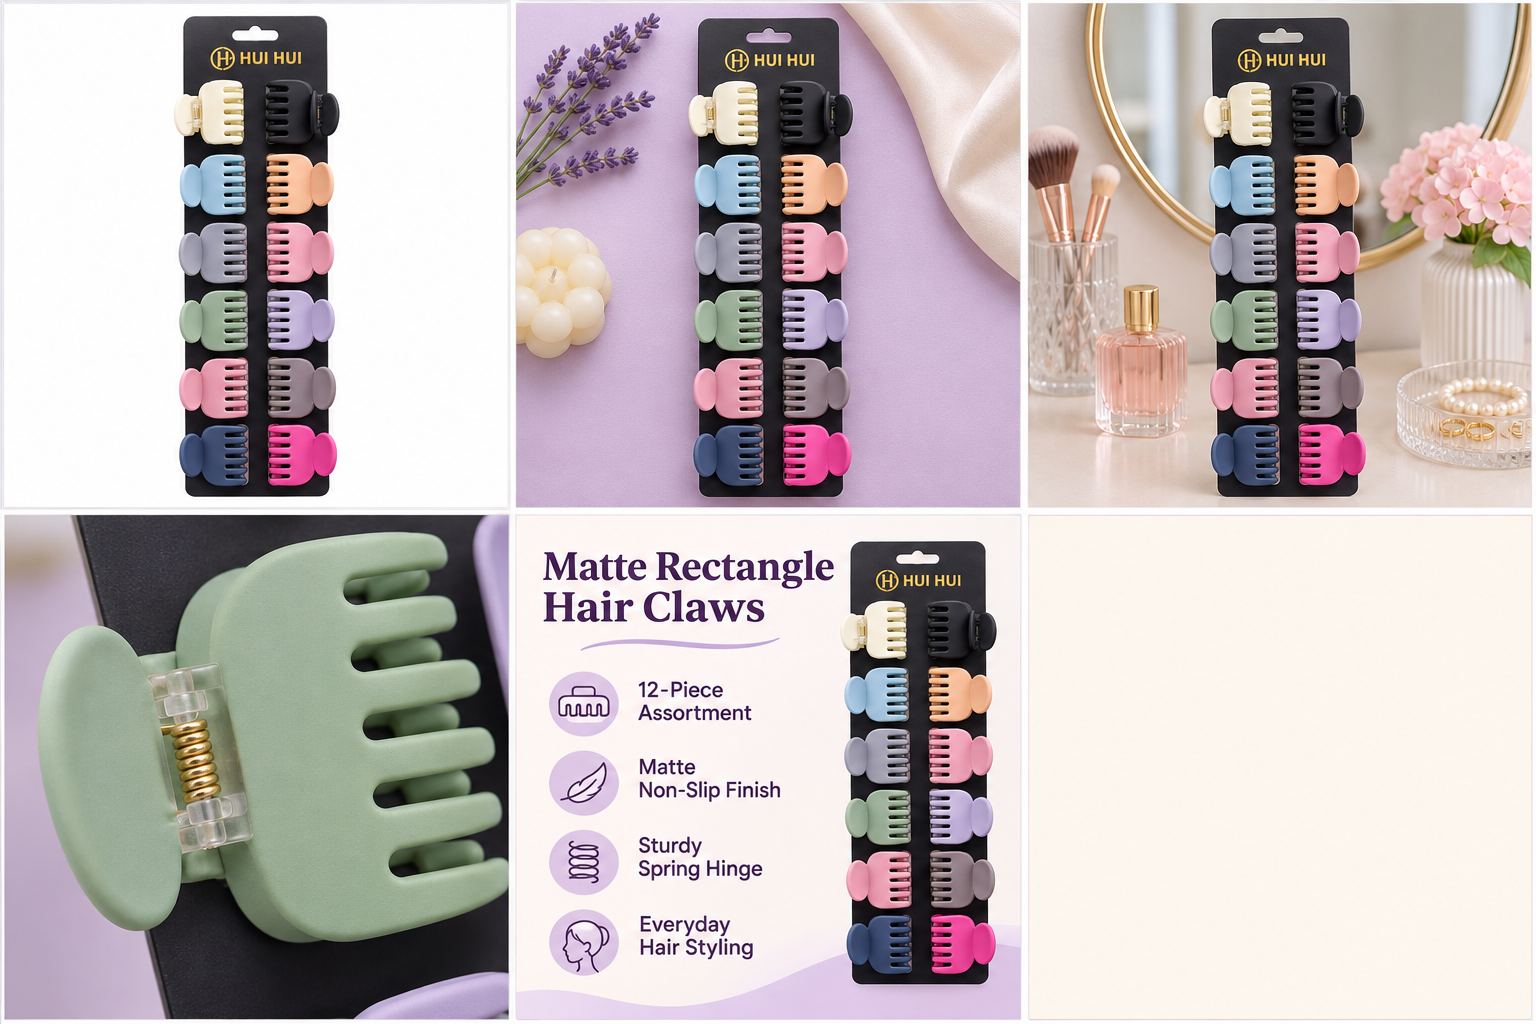 HUI HUI
HUI HUI
HUI HUI
Matte Rectangle
Hair Claws
12-Piece
Assortment
Matte
Non-Slip Finish
Sturdy
Spring Hinge
Everyday
Hair Styling
HUI HUI